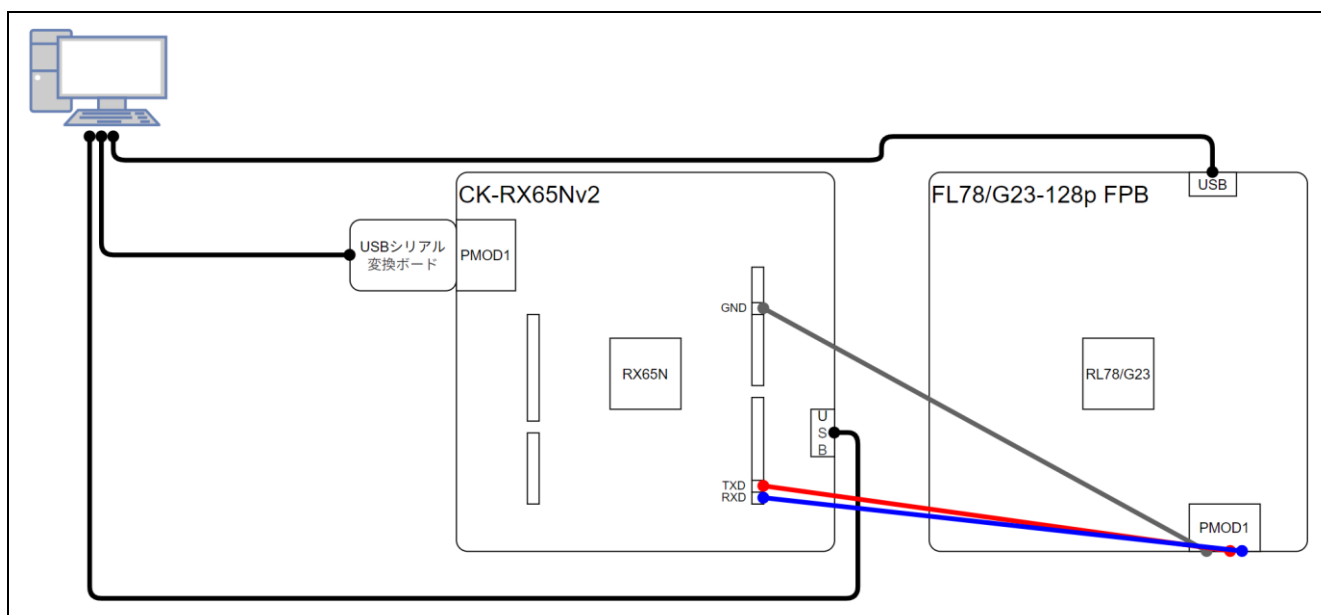 CK-RX65Nv2
FL78/G23-128p FPB
USB
USBシリアル
変換ボード
PMOD1
GND
RX65N
RL78/G23
U
S
B
TXD
RXD
PMOD1